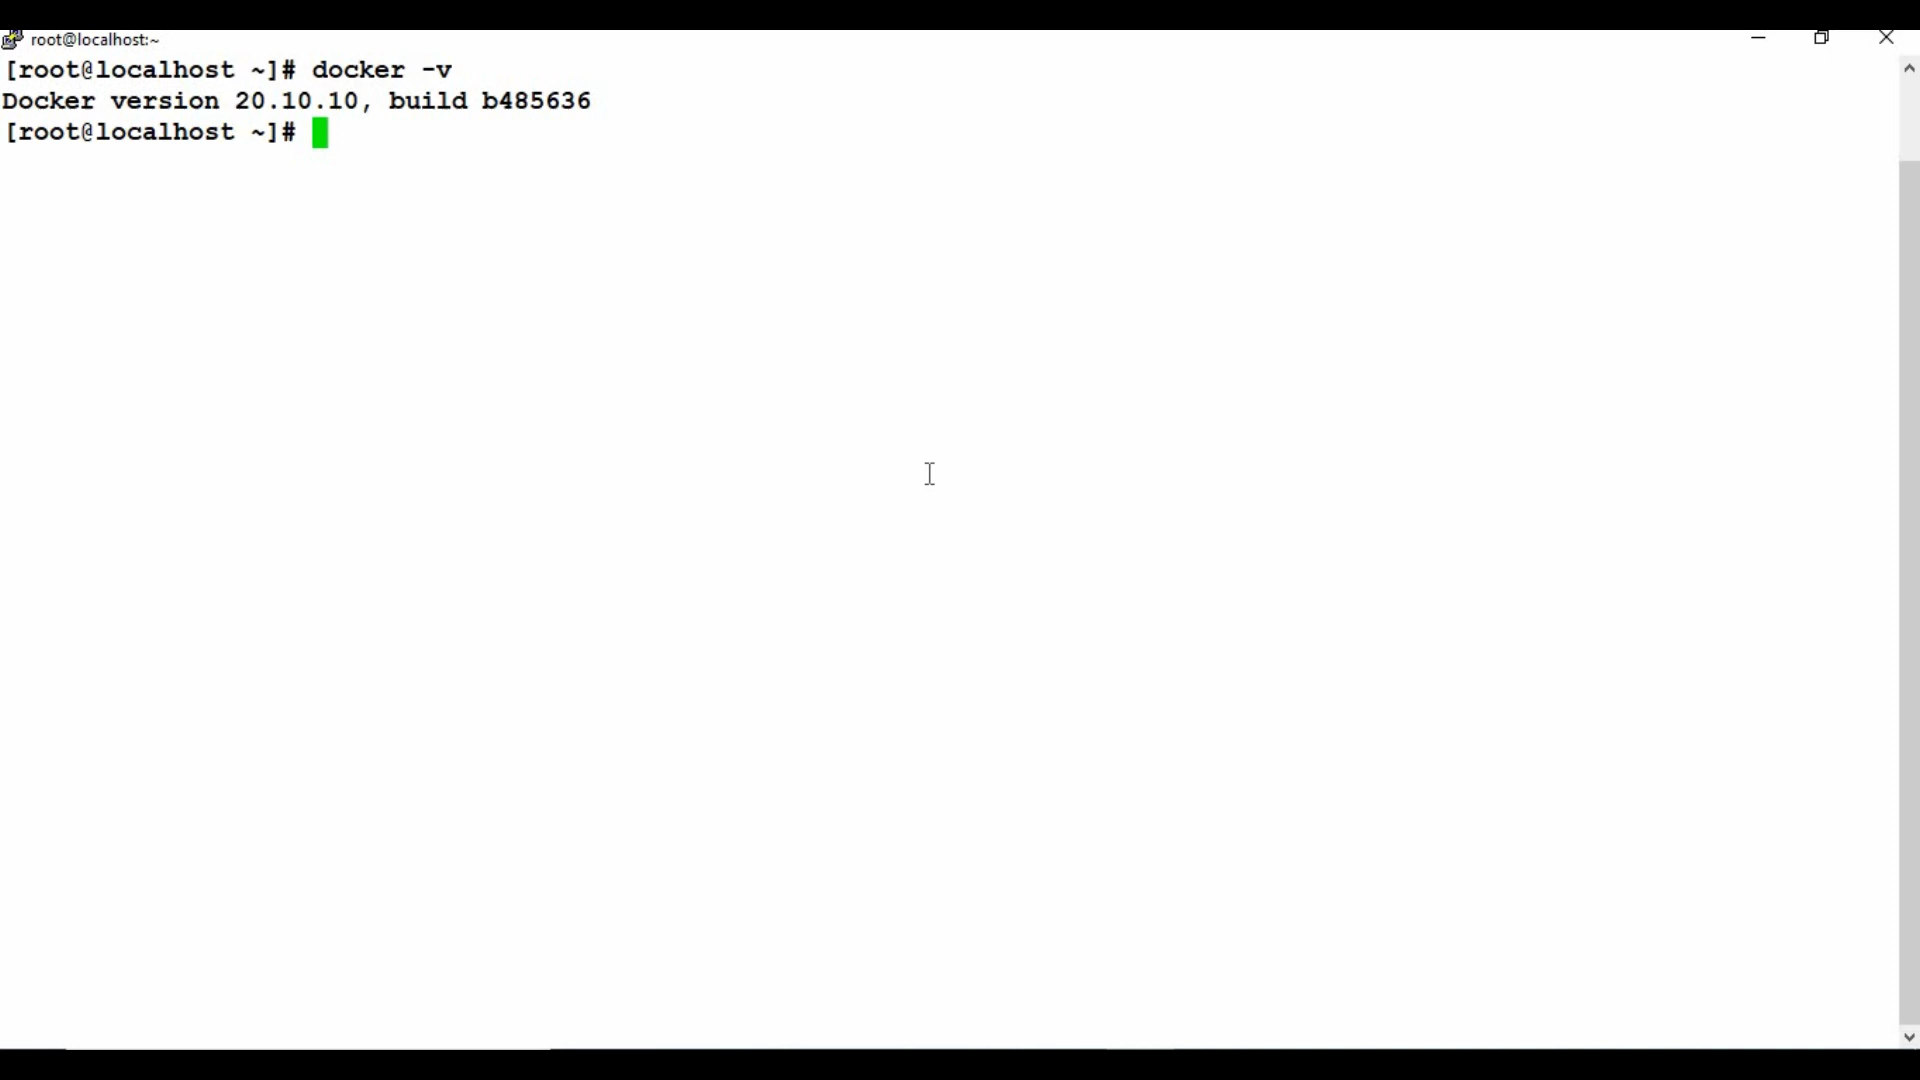 root@localhost:~
[root@localhost ~]# docker -v
Docker version 20.10.10, build b485636
[root@localhost ~]#